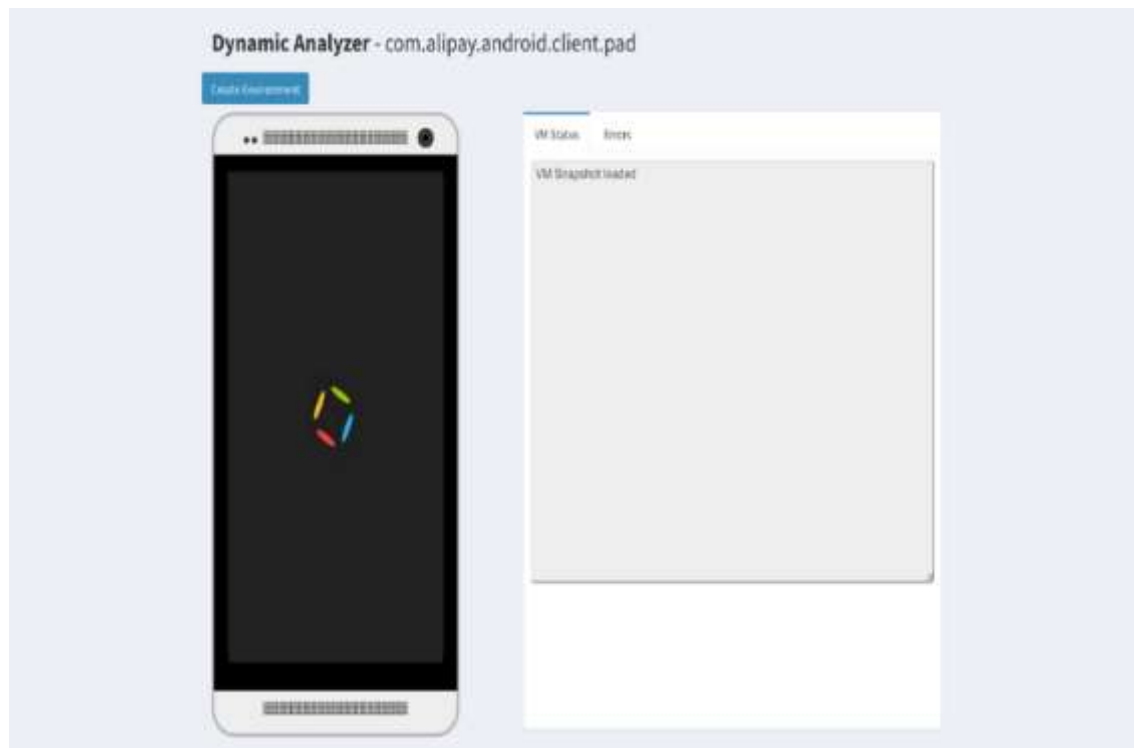 Dynamic Analyzer - com.alipay.android.client.pad
Create Environment
VM Status Errors
VM Snapshot loaded